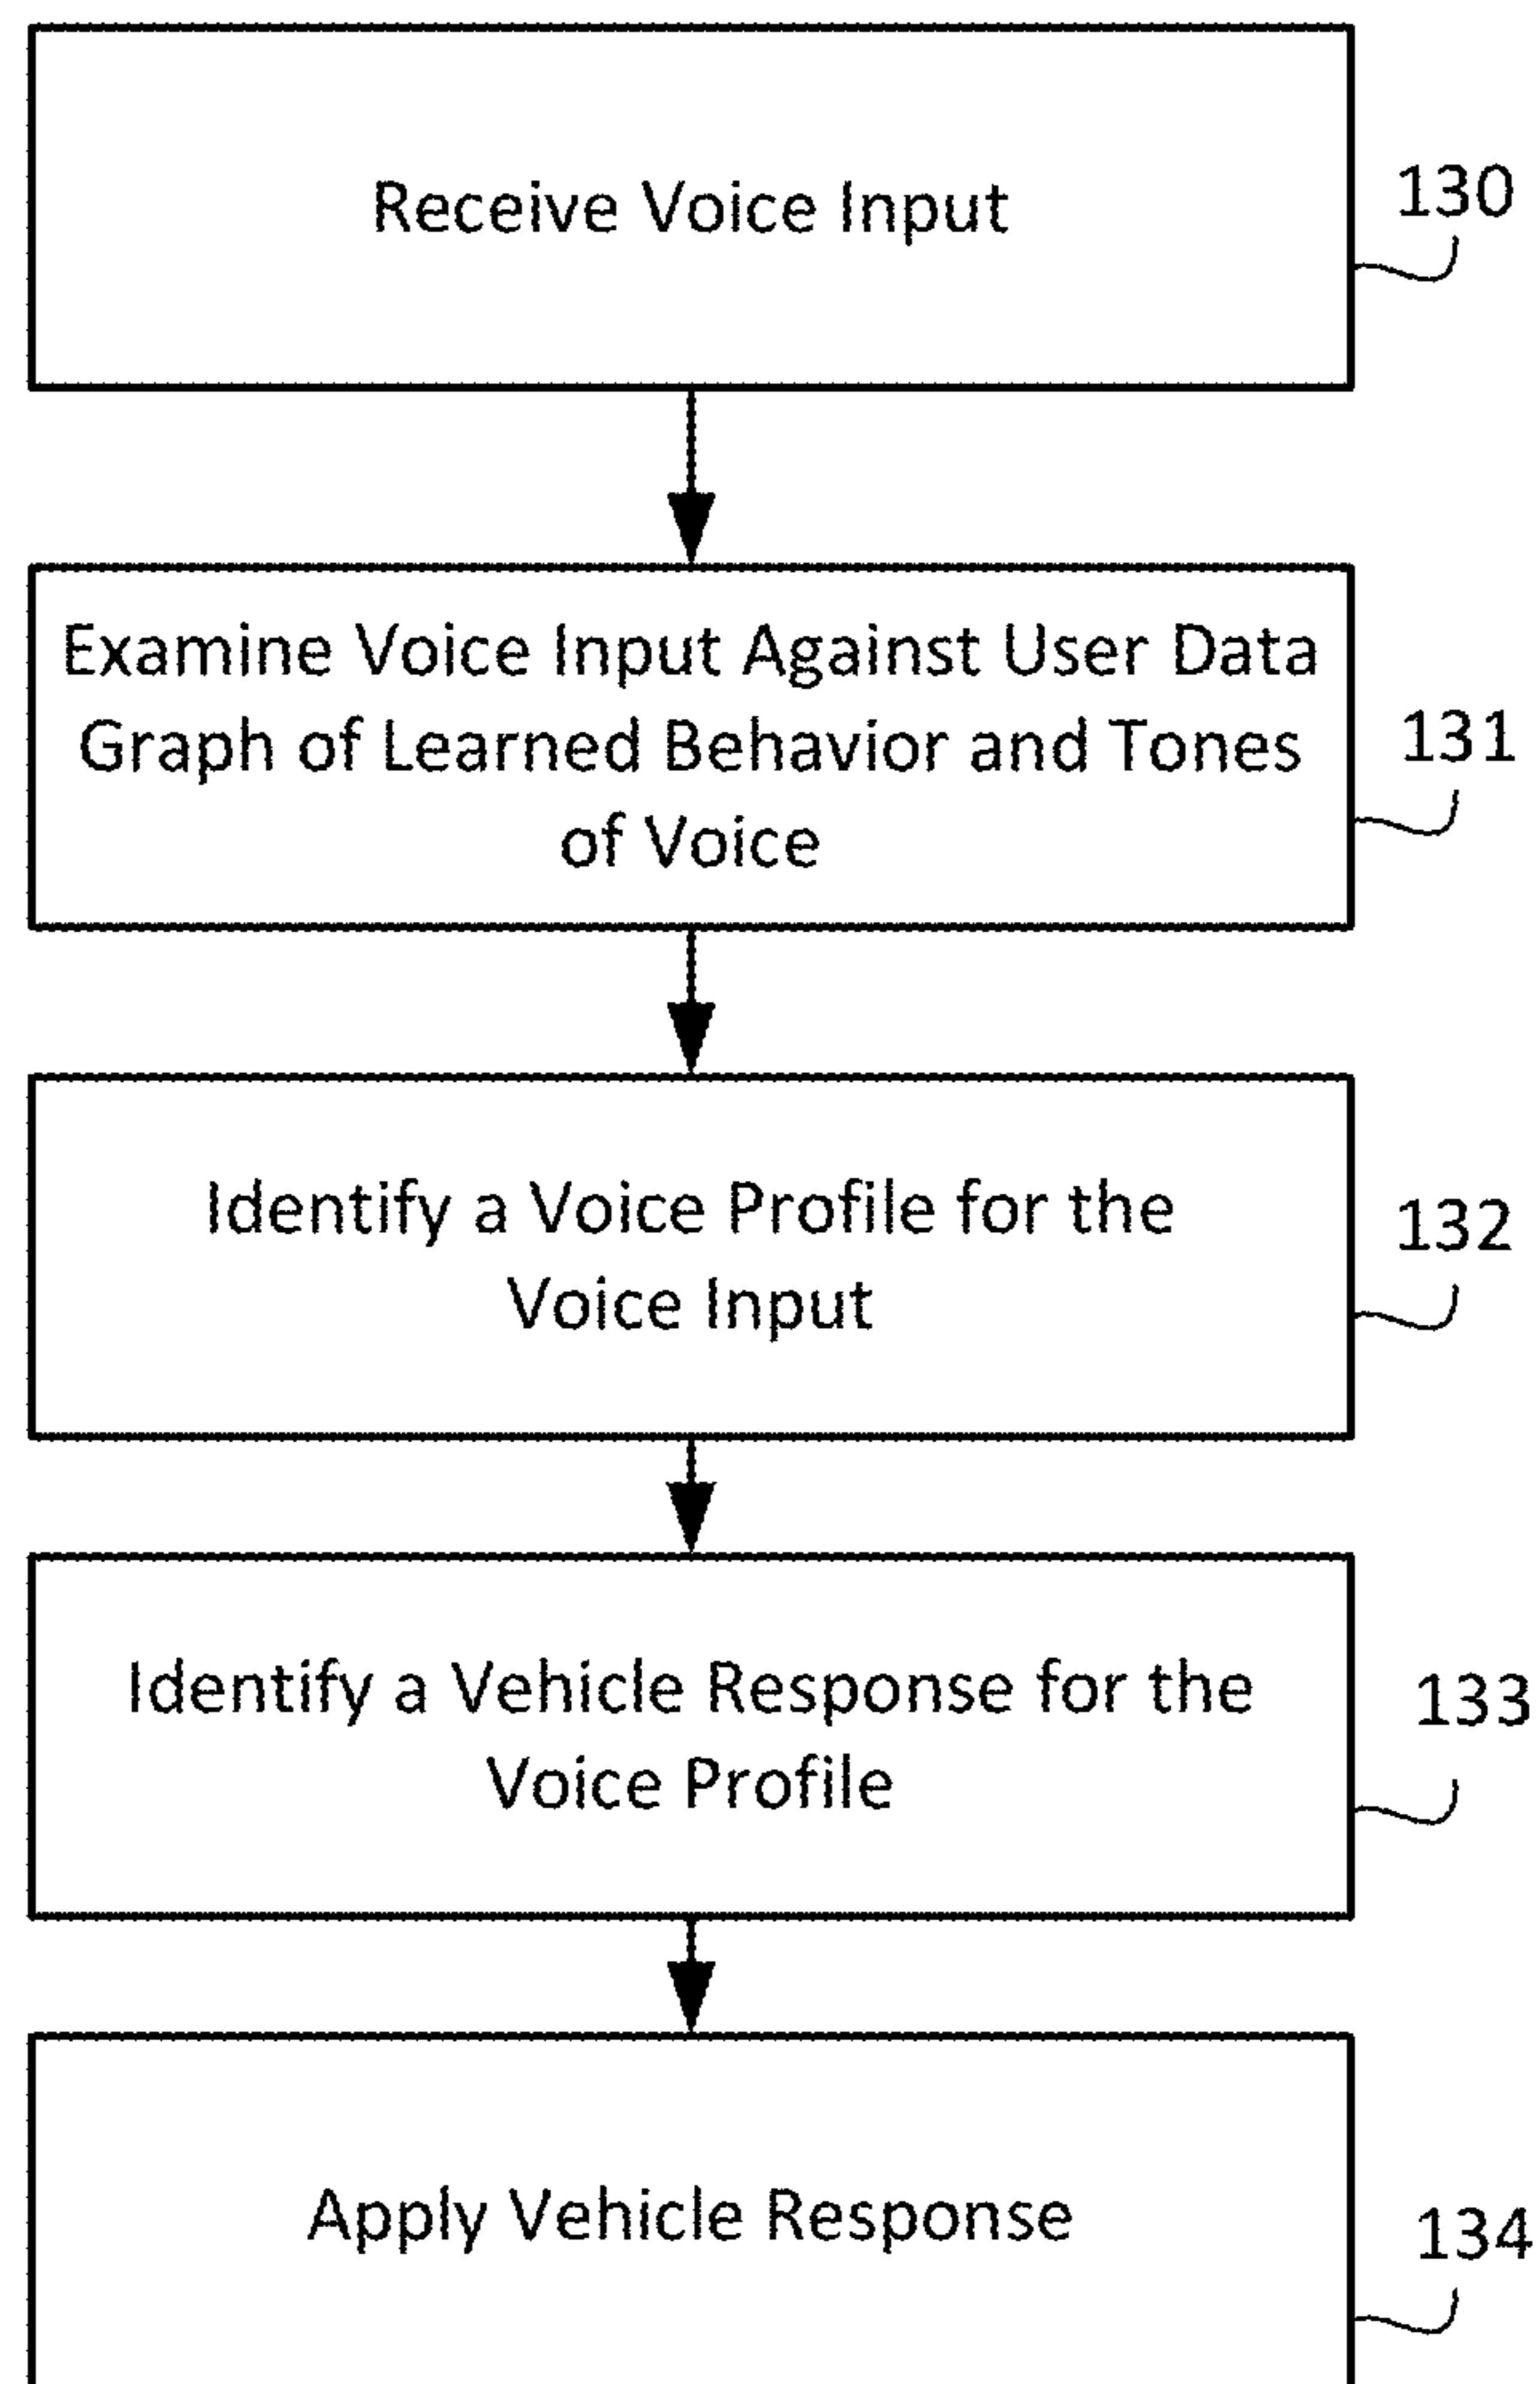 Receive Voice Input
130
Examine Voice Input Against User Data
Graph of Learned Behavior and Tones
of Voice
131
Identify a Voice Profile for the
Voice Input
132
Identify a Vehicle Response for the
Voice Profile
133
Apply Vehicle Response
134